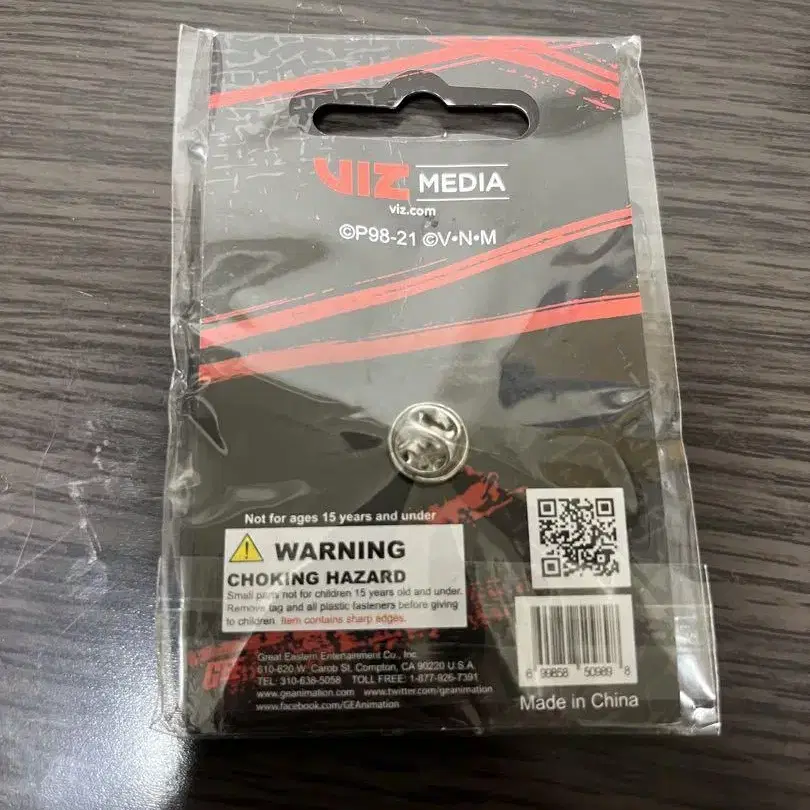 VIZ MEDIA
viz.com
©P98-21 ©V•N•M
Not for ages 15 years and under
WARNING
CHOKING HAZARD
Small parts not for children 15 years old and under.
Remove tag and all plastic fasteners before giving
to children. Item contains sharp edges.
Great Eastern Entertainment Co., Inc.
610-620 W. Carob St, Compton, CA 90220 U.S.A
TEL: 310-638-5058 TOLL FREE: 1-877-926-7391
www.geanimation.com www.twitter.com/geanimation
www.facebook.com/GEAnimation
6 99858 50989 8
Made in China